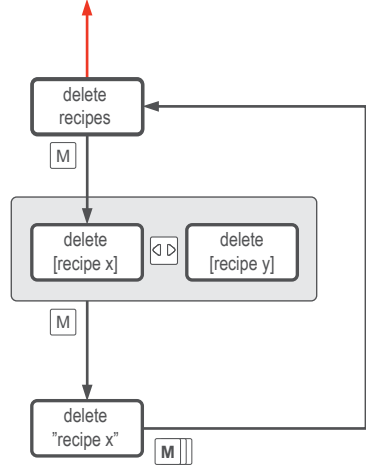 delete
recipes
M
delete
[recipe x]
delete
[recipe y]
M
delete
”recipe x”
M